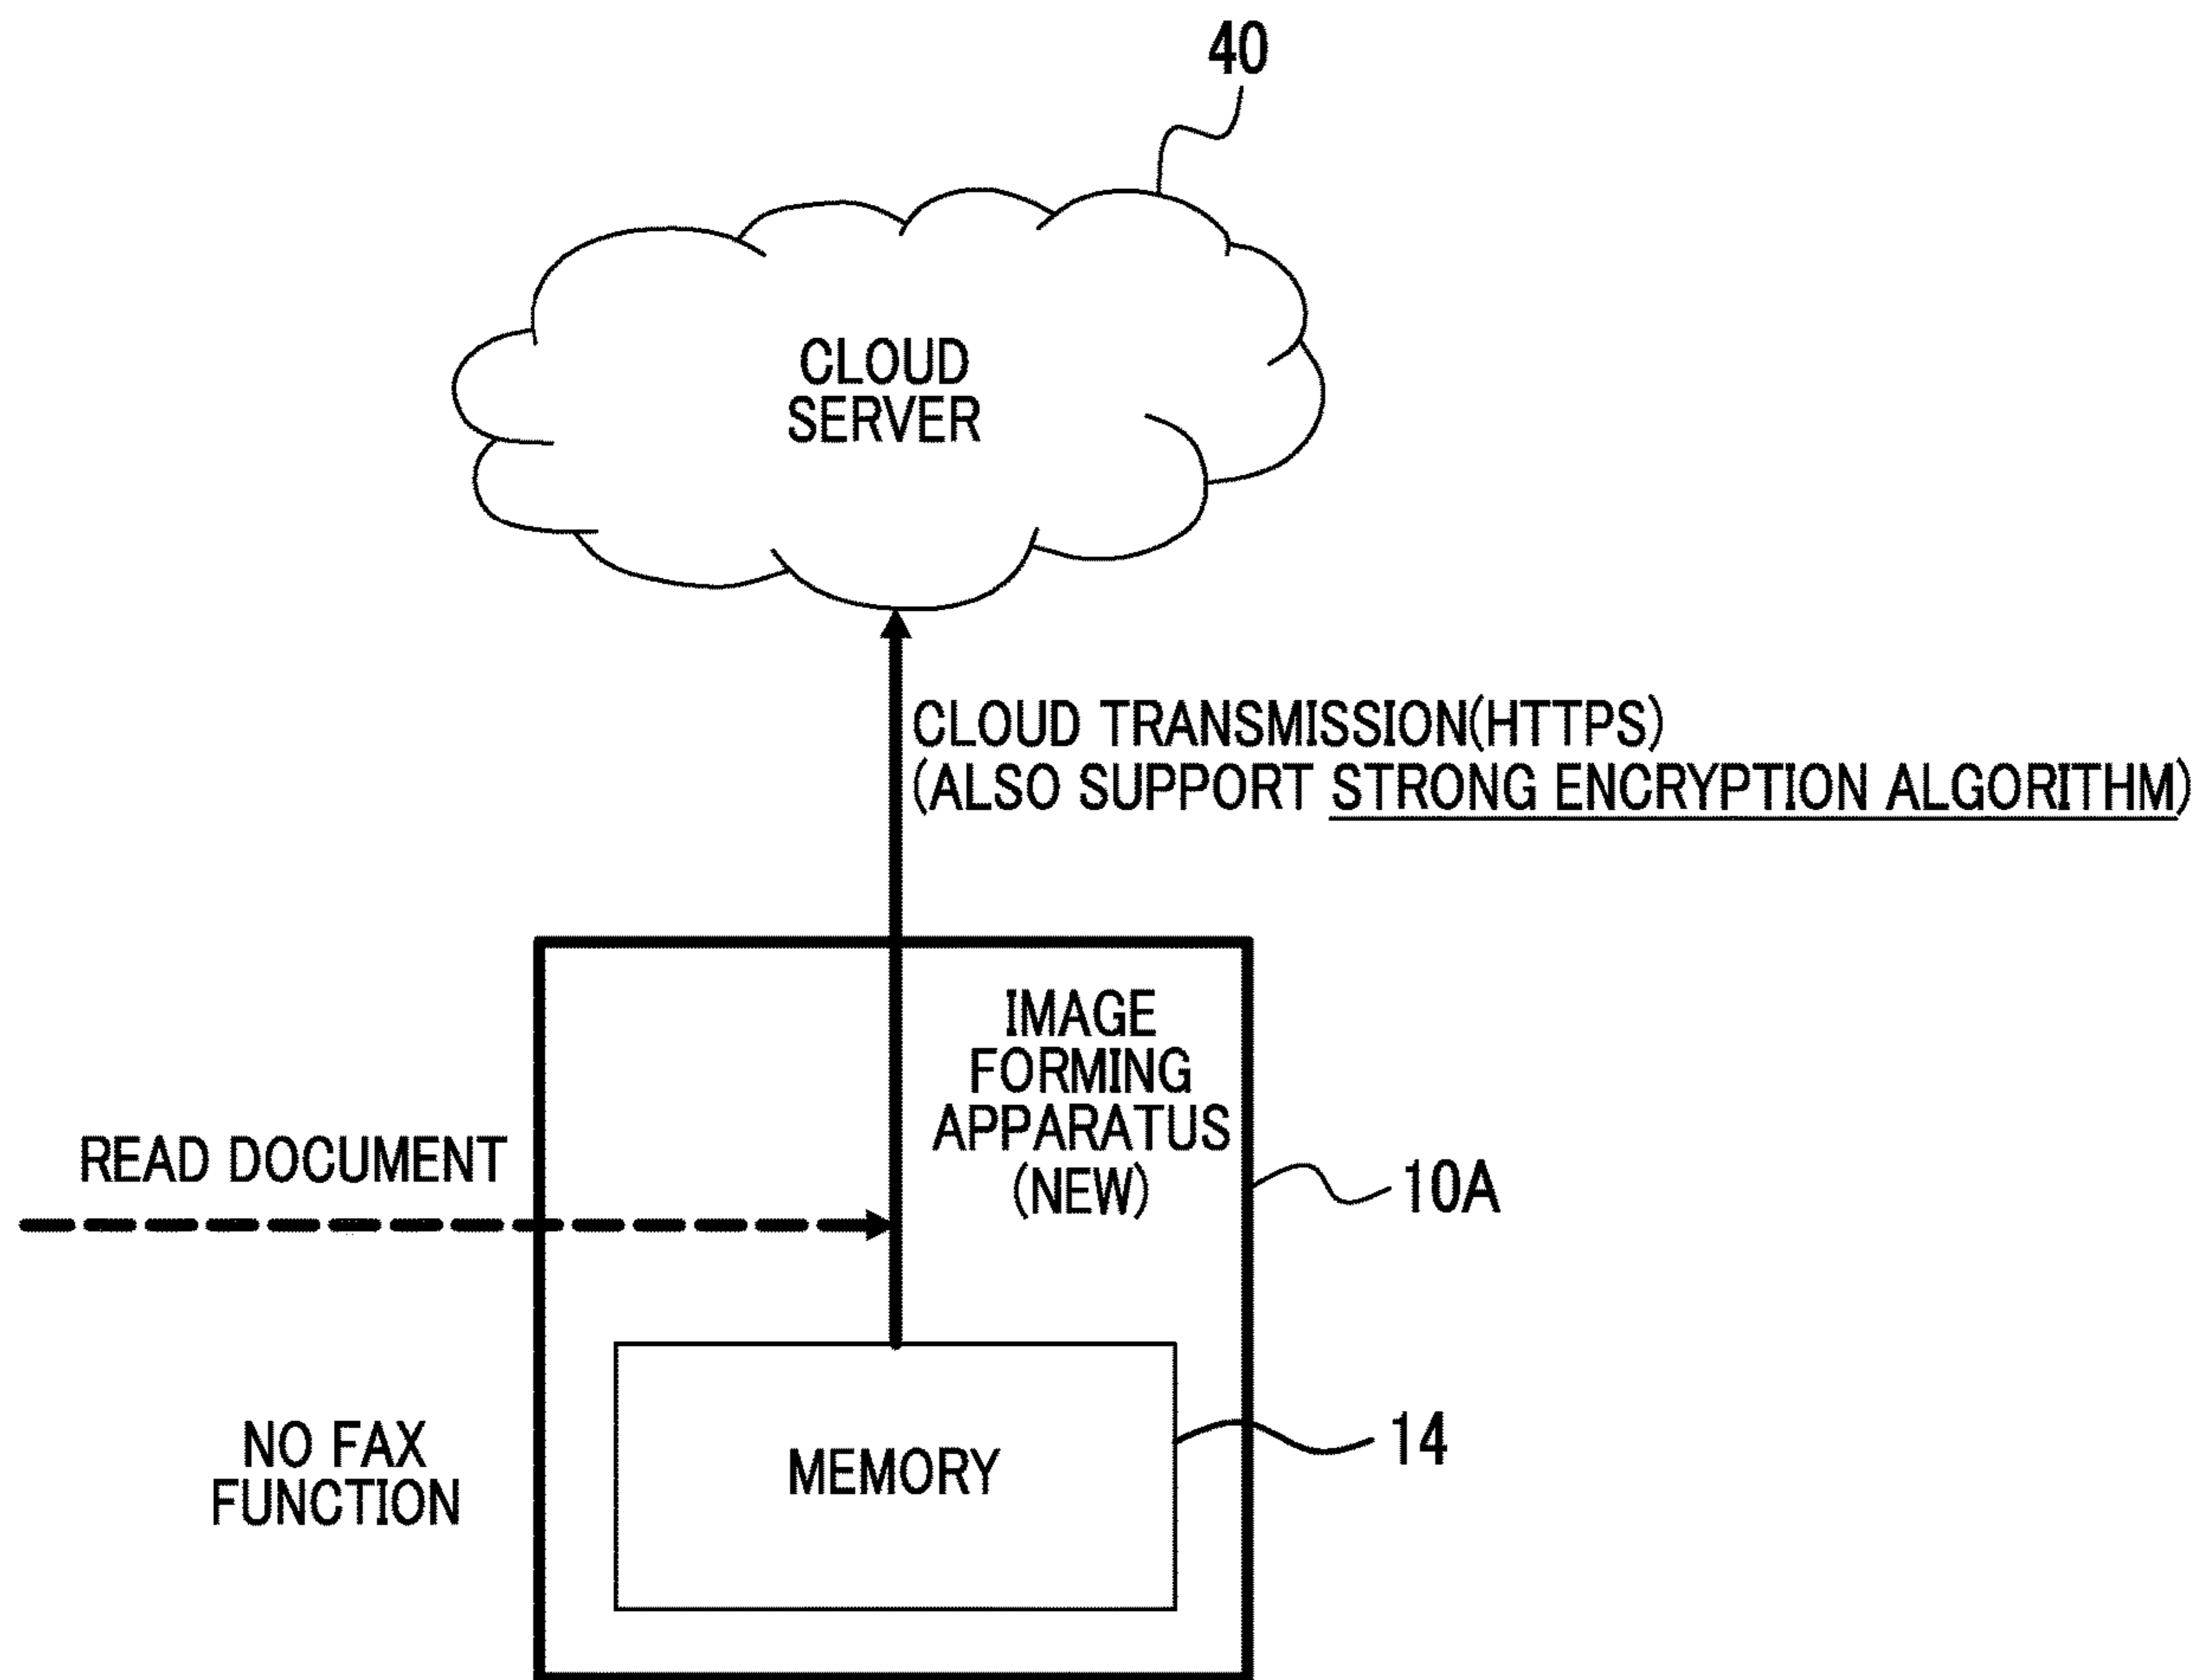 40
CLOUD
SERVER
CLOUD TRANSMISSION(HTTPS)
(ALSO SUPPORT STRONG ENCRYPTION ALGORITHM)
IMAGE
FORMING
APPARATUS
(NEW)
READ DOCUMENT
10A
NO FAX
FUNCTION
MEMORY
14